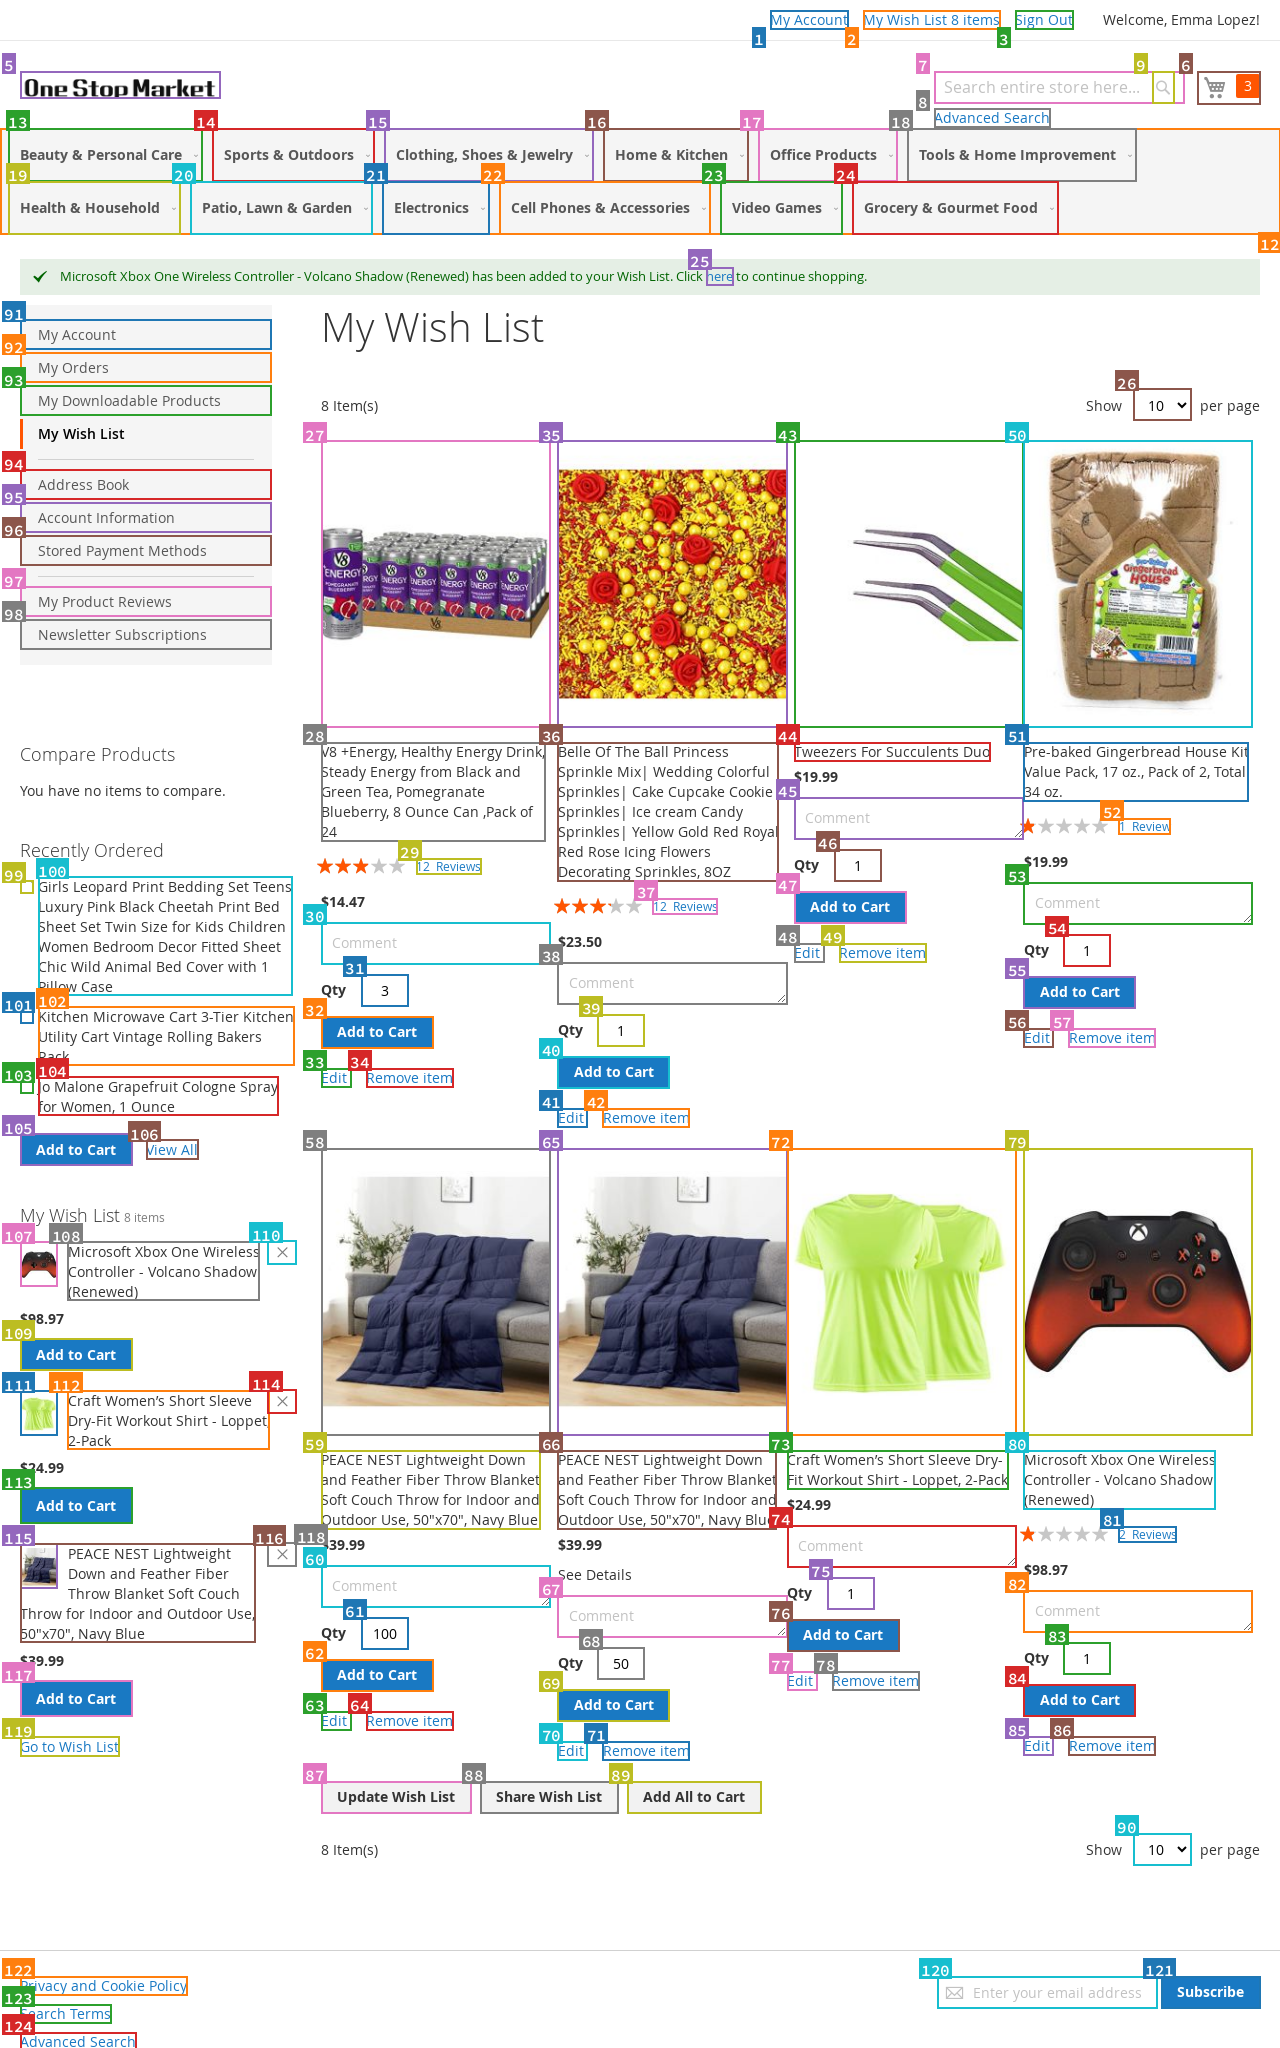 My Account
My Wish List 8 items
Sign Out
Welcome, Emma Lopez!
1
2
3
5
7
9
6
One Stop Market
Search entire store here...
3
8
Advanced Search
13
14
15
16
17
18
Beauty & Personal Care
Sports & Outdoors
Clothing, Shoes & Jewelry
Home & Kitchen
Office Products
Tools & Home Improvement
19
20
21
22
23
24
Health & Household
Patio, Lawn & Garden
Electronics
Cell Phones & Accessories
Video Games
Grocery & Gourmet Food
12
25
Microsoft Xbox One Wireless Controller - Volcano Shadow (Renewed) has been added to your Wish List. Click here to continue shopping.
91
My Account
92
My Orders
93
My Downloadable Products
My Wish List
94
Address Book
95
Account Information
96
Stored Payment Methods
97
My Product Reviews
98
Newsletter Subscriptions
Compare Products
You have no items to compare.
Recently Ordered
99
100
Girls Leopard Print Bedding Set Teens
Luxury Pink Black Cheetah Print Bed
Sheet Set Twin Size for Kids Children
Women Bedroom Decor Fitted Sheet
Chic Wild Animal Bed Cover with 1
Pillow Case
101
102
Kitchen Microwave Cart 3-Tier Kitchen
Utility Cart Vintage Rolling Bakers
Rack
103
104
Jo Malone Grapefruit Cologne Spray
for Women, 1 Ounce
105
Add to Cart
106
View All
My Wish List 8 items
107
108
110
Microsoft Xbox One Wireless
Controller - Volcano Shadow
(Renewed)
$98.97
109
Add to Cart
111
112
114
Craft Women's Short Sleeve
Dry-Fit Workout Shirt - Loppet,
2-Pack
$24.99
113
Add to Cart
115
116
118
PEACE NEST Lightweight
Down and Feather Fiber
Throw Blanket Soft Couch
Throw for Indoor and Outdoor Use,
50"x70", Navy Blue
$39.99
117
Add to Cart
119
Go to Wish List
My Wish List
8 Item(s)
26
Show 10 per page
27
35
43
50
V8
ENERGY
POMEGRANATE
BLUEBERRY
Gingerbread
House
28
V8 +Energy, Healthy Energy Drink,
Steady Energy from Black and
Green Tea, Pomegranate
Blueberry, 8 Ounce Can ,Pack of
24
29
12 Reviews
$14.47
30
Comment
31
Qty 3
32
Add to Cart
33
34
Edit
Remove item
36
Belle Of The Ball Princess
Sprinkle Mix| Wedding Colorful
Sprinkles| Cake Cupcake Cookie
Sprinkles| Ice cream Candy
Sprinkles| Yellow Gold Red Royal
Red Rose Icing Flowers
Decorating Sprinkles, 8OZ
37
12 Reviews
$23.50
38
Comment
39
Qty 1
40
Add to Cart
41
42
Edit
Remove item
44
Tweezers For Succulents Duo
$19.99
45
Comment
46
Qty 1
47
Add to Cart
48
49
Edit
Remove item
51
Pre-baked Gingerbread House Kit
Value Pack, 17 oz., Pack of 2, Total
34 oz.
52
1 Review
$19.99
53
Comment
54
Qty 1
55
Add to Cart
56
57
Edit
Remove item
58
65
72
79
59
PEACE NEST Lightweight Down
and Feather Fiber Throw Blanket
Soft Couch Throw for Indoor and
Outdoor Use, 50"x70", Navy Blue
$39.99
60
Comment
61
Qty 100
62
Add to Cart
63
64
Edit
Remove item
66
PEACE NEST Lightweight Down
and Feather Fiber Throw Blanket
Soft Couch Throw for Indoor and
Outdoor Use, 50"x70", Navy Blue
$39.99
See Details
67
Comment
68
Qty 50
69
Add to Cart
70
71
Edit
Remove item
73
Craft Women's Short Sleeve Dry-
Fit Workout Shirt - Loppet, 2-Pack
$24.99
74
Comment
75
Qty 1
76
Add to Cart
77
78
Edit
Remove item
Y
X
B
A
80
Microsoft Xbox One Wireless
Controller - Volcano Shadow
(Renewed)
81
2 Reviews
$98.97
82
Comment
83
Qty 1
84
Add to Cart
85
86
Edit
Remove item
87
88
89
Update Wish List
Share Wish List
Add All to Cart
8 Item(s)
90
Show 10 per page
122
Privacy and Cookie Policy
123
Search Terms
124
Advanced Search
120
121
Enter your email address
Subscribe